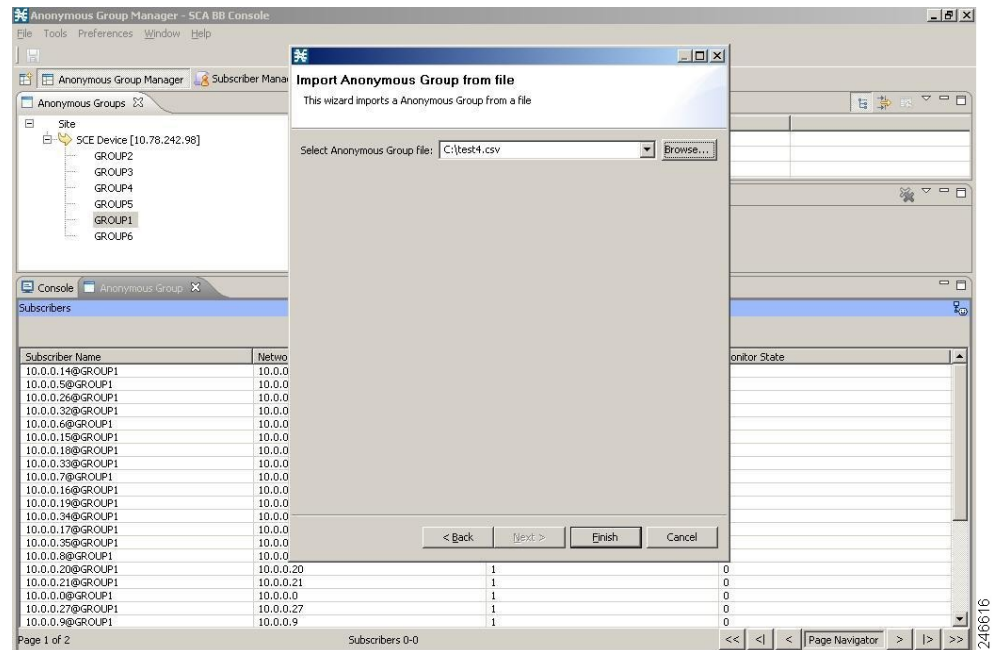 Anonymous Group Manager - SCA BB Console
File Tools Preferences Window Help
Anonymous Group Manager Subscriber Mana
Anonymous Groups
Site
SCE Device [10.78.242.98]
GROUP2
GROUP3
GROUP4
GROUP5
GROUP1
GROUP6
Import Anonymous Group from file
This wizard imports a Anonymous Group from a file
Select Anonymous Group file: C:\test4.csv Browse...
< Back Next > Finish Cancel
Console Anonymous Group
Subscribers
Subscriber Name Netwo onitor State
10.0.0.14@GROUP1 10.0.0
10.0.0.5@GROUP1 10.0.0
10.0.0.26@GROUP1 10.0.0
10.0.0.32@GROUP1 10.0.0
10.0.0.6@GROUP1 10.0.0
10.0.0.15@GROUP1 10.0.0
10.0.0.18@GROUP1 10.0.0
10.0.0.33@GROUP1 10.0.0
10.0.0.7@GROUP1 10.0.0
10.0.0.16@GROUP1 10.0.0
10.0.0.19@GROUP1 10.0.0
10.0.0.34@GROUP1 10.0.0
10.0.0.17@GROUP1 10.0.0
10.0.0.35@GROUP1 10.0.0
10.0.0.8@GROUP1 10.0.0
10.0.0.20@GROUP1 10.0.0.20 1 0
10.0.0.21@GROUP1 10.0.0.21 1 0
10.0.0.0@GROUP1 10.0.0.0 1 0
10.0.0.27@GROUP1 10.0.0.27 1 0
10.0.0.9@GROUP1 10.0.0.9 1 0
Page 1 of 2 Subscribers 0-0 << <| < Page Navigator > |> >>
246616